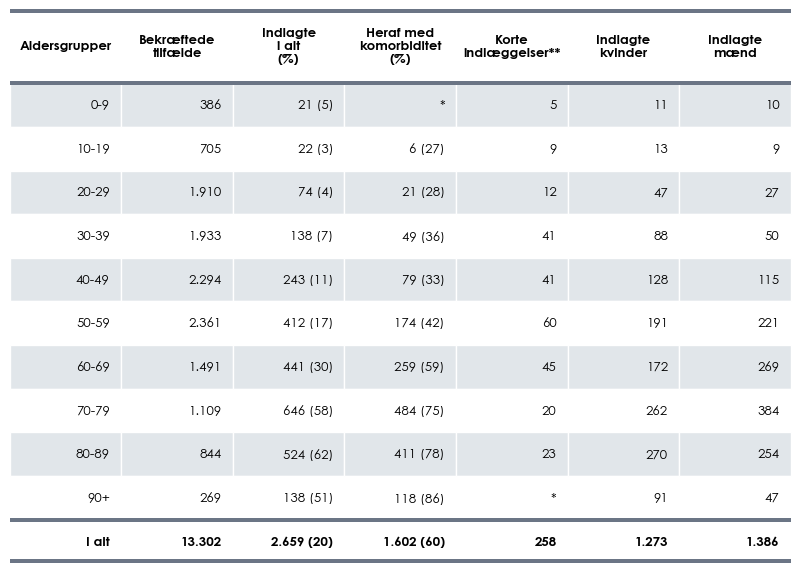 Aldersgrupper Bekræftede tilfælde Indlagte i alt (%) Heraf med komorbiditet (%) Korte indlæggelser** Indlagte kvinder Indlagte mænd
0-9 386 21 (5) * 5 11 10
10-19 705 22 (3) 6 (27) 9 13 9
20-29 1.910 74 (4) 21 (28) 12 47 27
30-39 1.933 138 (7) 49 (36) 41 88 50
40-49 2.294 243 (11) 79 (33) 41 128 115
50-59 2.361 412 (17) 174 (42) 60 191 221
60-69 1.491 441 (30) 259 (59) 45 172 269
70-79 1.109 646 (58) 484 (75) 20 262 384
80-89 844 524 (62) 411 (78) 23 270 254
90+ 269 138 (51) 118 (86) * 91 47
I alt 13.302 2.659 (20) 1.602 (60) 258 1.273 1.386